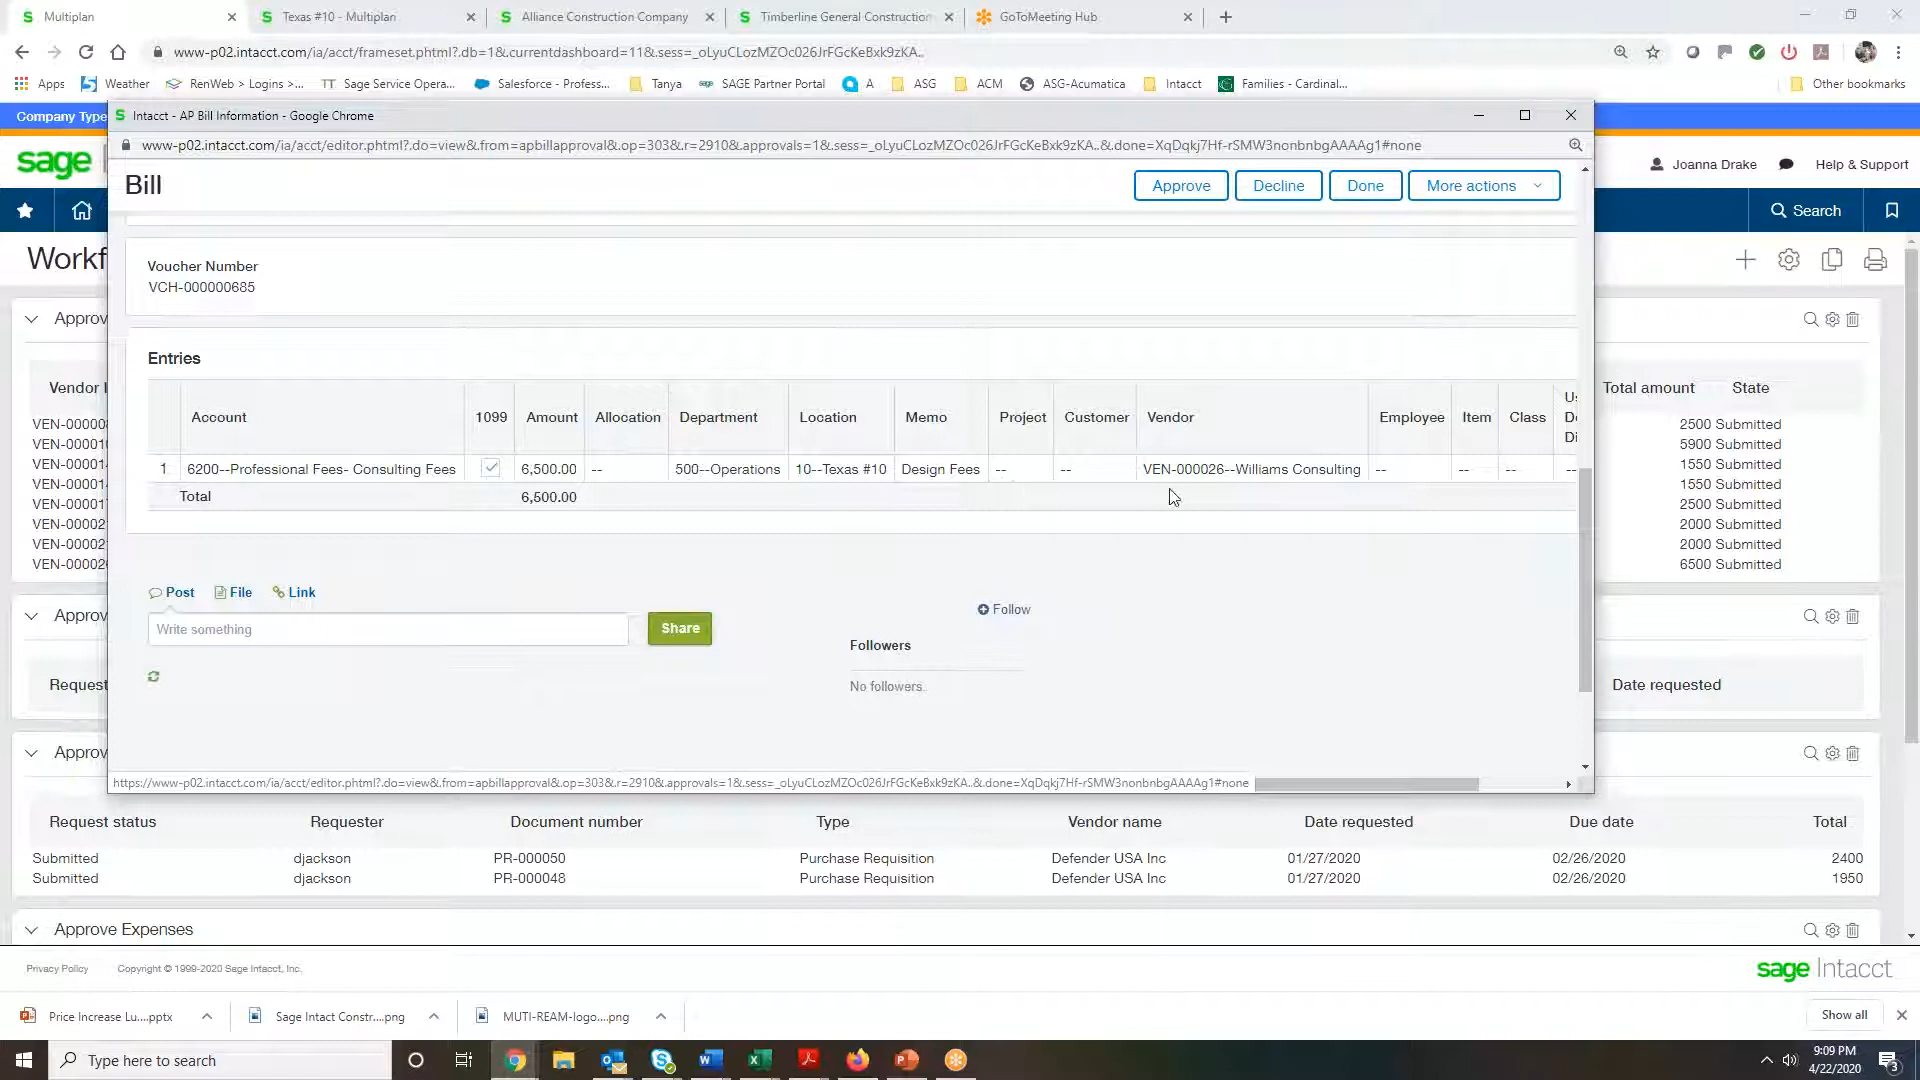 Multiplan
Texas #10 - Multiplan
Alliance Construction Company
Timberline General Construction
GoToMeeting Hub
www-p02.intacct.com/ia/acct/frameset.phtml?.db=1&.currentdashboard=11&.sess=_oLyuCLozMZOc026JrFGcKeBxk9zKA..
Apps Weather RenWeb > Logins >... TT Sage Service Opera... Salesforce - Profess... Tanya SAGE Partner Portal A ASG ACM ASG-Acumatica Intacct Families - Cardinal... Other bookmarks
Company Type
Intacct - AP Bill Information - Google Chrome
www-p02.intacct.com/ia/acct/editor.phtml?.do=view&.from=apbillapproval&.op=303&.r=2910&.approvals=1&.sess=_oLyuCLozMZOc026JrFGcKeBxk9zKA..&.done=XqDqkj7Hf-rSMW3nonbnbgAAAAg1#none
sage
Joanna Drake Help & Support
Bill
Approve Decline Done More actions
Search
Workf
Voucher Number
VCH-000000685
Approv
Entries
Vendor I
Total amount State
Account 1099 Amount Allocation Department Location Memo Project Customer Vendor Employee Item Class
1 6200--Professional Fees- Consulting Fees 6,500.00 -- 500--Operations 10--Texas #10 Design Fees -- -- VEN-000026--Williams Consulting -- -- -- --
Total 6,500.00
2500 Submitted
5900 Submitted
1550 Submitted
1550 Submitted
2500 Submitted
2000 Submitted
2000 Submitted
6500 Submitted
Post File Link
Write something
Share
Follow
Followers
No followers.
Approv
Request
Date requested
Approv
https://www-p02.intacct.com/ia/acct/editor.phtml?.do=view&.from=apbillapproval&.op=303&.r=2910&.approvals=1&.sess=_oLyuCLozMZOc026JrFGcKeBxk9zKA..&.done=XqDqkj7Hf-rSMW3nonbnbgAAAAg1#none
Request status Requester Document number Type Vendor name Date requested Due date Total
Submitted djackson PR-000050 Purchase Requisition Defender USA Inc 01/27/2020 02/26/2020 2400
Submitted djackson PR-000048 Purchase Requisition Defender USA Inc 01/27/2020 02/26/2020 1950
Approve Expenses
Privacy Policy Copyright © 1999-2020 Sage Intacct, Inc.
sage Intacct
Price Increase Lu....pptx
Sage Intact Constr....png
MUTI-REAM-logo....png
Show all
Type here to search
9:09 PM
4/22/2020
3